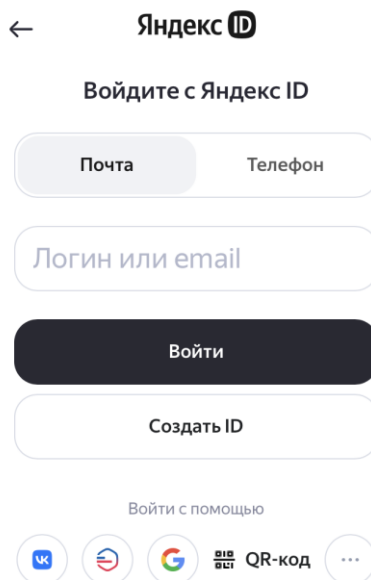 Яндекс ID
Войдите с Яндекс ID
Почта Телефон
Логин или email
Войти
Создать ID
Войти с помощью
QR-код